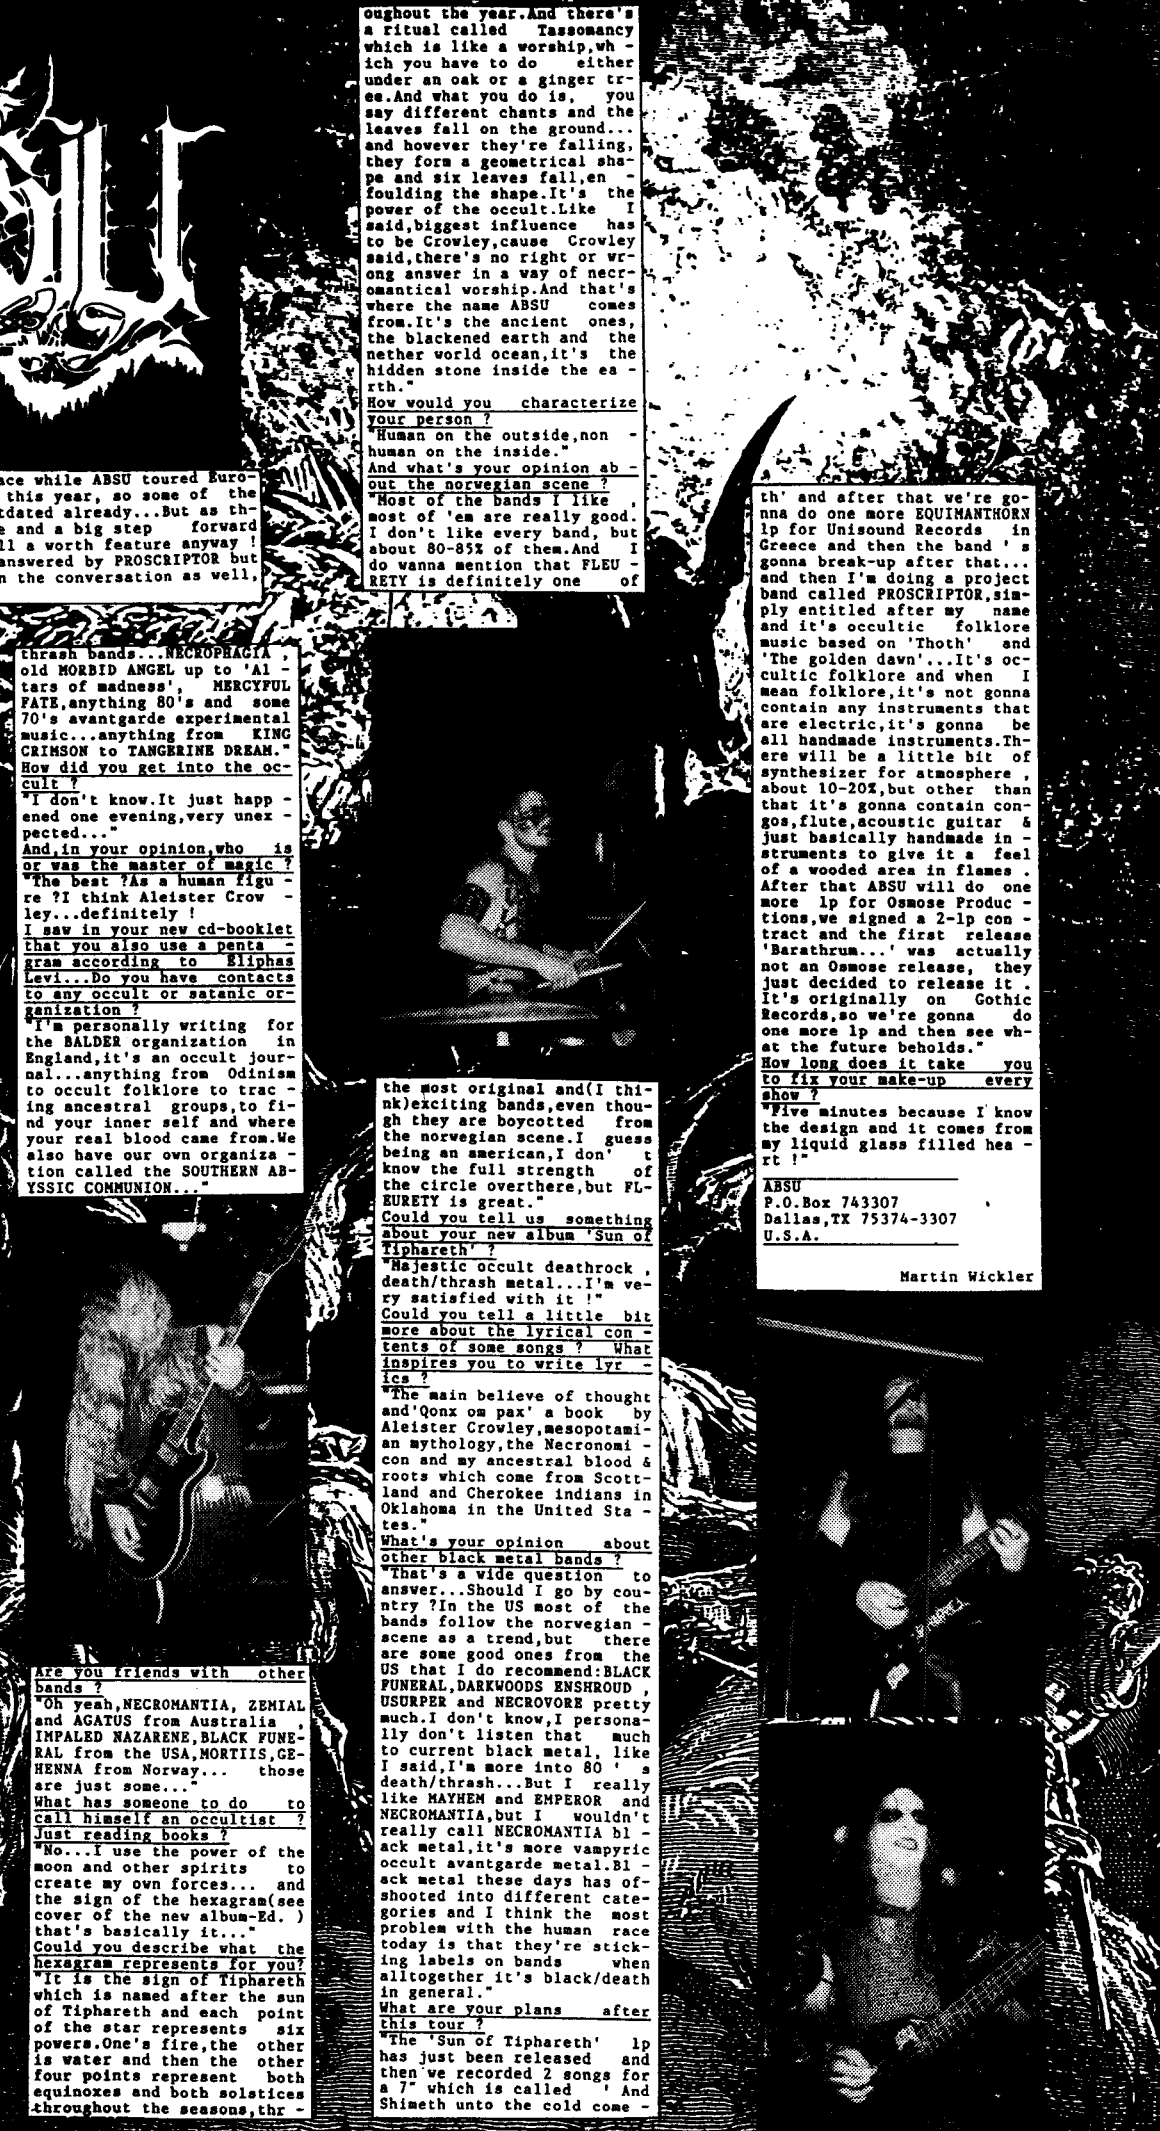 SU
ace while ABSU toured Euro-
this year, so some of the
tdated already...But as th-
e and a big step forward
ll a worth feature anyway !
answered by PROSCRIPTOR but
n the conversation as well,
thrash bands...NECROPHAGIA ,
old MORBID ANGEL up to 'Al -
tars of madness', MERCYFUL
FATE,anything 80's and some
70's avantgarde experimental
music...anything from KING
CRIMSON to TANGERINE DREAM."
How did you get into the oc-
cult ?
"I don't know.It just happ -
ened one evening,very unex -
pected..."
And,in your opinion,who is
or was the master of magic ?
"The best ?As a human figu -
re ?I think Aleister Crow -
ley...definitely !
I saw in your new cd-booklet
that you also use a penta -
gram according to Eliphas
Levi...Do you have contacts
to any occult or satanic or-
ganization ?
"I'm personally writing for
the BALDER organization in
England,it's an occult jour-
nal...anything from Odinism
to occult folklore to trac -
ing ancestral groups,to fi-
nd your inner self and where
your real blood came from.We
also have our own organiza -
tion called the SOUTHERN AB-
YSSIC COMMUNION..."
Are you friends with other
bands ?
"Oh yeah,NECROMANTIA, ZEMIAL
and AGATUS from Australia ,
IMPALED NAZARENE,BLACK FUNE-
RAL from the USA,MORTIIS,GE-
HENNA from Norway... those
are just some..."
What has someone to do to
call himself an occultist ?
Just reading books ?
"No...I use the power of the
moon and other spirits to
create my own forces... and
the sign of the hexagram(see
cover of the new album-Ed. )
that's basically it..."
Could you describe what the
hexagram represents for you?
"It is the sign of Tiphareth
which is named after the sun
of Tiphareth and each point
of the star represents six
powers.One's fire,the other
is water and then the other
four points represent both
equinoxes and both solstices
throughout the seasons,thr -
oughout the year.And there's
a ritual called Tassomancy
which is like a worship,wh -
ich you have to do either
under an oak or a ginger tr-
ee.And what you do is, you
say different chants and the
leaves fall on the ground...
and however they're falling,
they form a geometrical sha-
pe and six leaves fall,en -
foulding the shape.It's the
power of the occult.Like I
said,biggest influence has
to be Crowley,cause Crowley
said,there's no right or wr-
ong answer in a way of necr-
omantical worship.And that's
where the name ABSU comes
from.It's the ancient ones,
the blackened earth and the
nether world ocean,it's the
hidden stone inside the ea -
rth."
How would you characterize
your person ?
"Human on the outside,non -
human on the inside."
And what's your opinion ab -
out the norwegian scene ?
"Most of the bands I like ,
most of 'em are really good.
I don't like every band, but
about 80-85% of them.And I
do wanna mention that FLEU -
RETY is definitely one of
the most original and(I thi-
nk)exciting bands,even thou-
gh they are boycotted from
the norwegian scene.I guess
being an american,I don' t
know the full strength of
the circle overthere,but FL-
EURETY is great."
Could you tell us something
about your new album 'Sun of
Tiphareth' ?
"Majestic occult deathrock ,
death/thrash metal...I'm ve-
ry satisfied with it !"
Could you tell a little bit
more about the lyrical con -
tents of some songs ? What
inspires you to write lyr -
ics ?
"The main believe of thought
and'Qonx om pax' a book by
Aleister Crowley,mesopotami-
an mythology,the Necronomi -
con and my ancestral blood &
roots which come from Scott-
land and Cherokee indians in
Oklahoma in the United Sta -
tes."
What's your opinion about
other black metal bands ?
"That's a wide question to
answer...Should I go by cou-
ntry ?In the US most of the
bands follow the norwegian -
scene as a trend,but there
are some good ones from the
US that I do recommend:BLACK
FUNERAL,DARKWOODS ENSHROUD ,
USURPER and NECROVORE pretty
much.I don't know,I persona-
lly don't listen that much
to current black metal, like
I said,I'm more into 80 ' s
death/thrash...But I really
like MAYHEM and EMPEROR and
NECROMANTIA,but I wouldn't
really call NECROMANTIA bl -
ack metal,it's more vampyric
occult avantgarde metal.Bl -
ack metal these days has of-
shooted into different cate-
gories and I think the most
problem with the human race
today is that they're stick-
ing labels on bands when
alltogether it's black/death
in general."
What are your plans after
this tour ?
"The 'Sun of Tiphareth' lp
has just been released and
then we recorded 2 songs for
a 7" which is called ' And
Shimeth unto the cold come -
th' and after that we're go-
nna do one more EQUIMANTHORN
lp for Unisound Records in
Greece and then the band ' s
gonna break-up after that...
and then I'm doing a project
band called PROSCRIPTOR,sim-
ply entitled after my name
and it's occultic folklore
music based on 'Thoth' and
'The golden dawn'...It's oc-
cultic folklore and when I
mean folklore,it's not gonna
contain any instruments that
are electric,it's gonna be
all handmade instruments.Th-
ere will be a little bit of
synthesizer for atmosphere ,
about 10-20%,but other than
that it's gonna contain con-
gos,flute,acoustic guitar &
just basically handmade in -
struments to give it a feel
of a wooded area in flames .
After that ABSU will do one
more lp for Osmose Produc -
tions,we signed a 2-lp con -
tract and the first release
'Barathrum...' was actually
not an Osmose release, they
just decided to release it .
It's originally on Gothic
Records,so we're gonna do
one more lp and then see wh-
at the future beholds."
How long does it take you
to fix your make-up every
show ?
"Five minutes because I know
the design and it comes from
my liquid glass filled hea -
rt !"
ABSU
P.O.Box 743307
Dallas,TX 75374-3307
U.S.A.
Martin Wickler